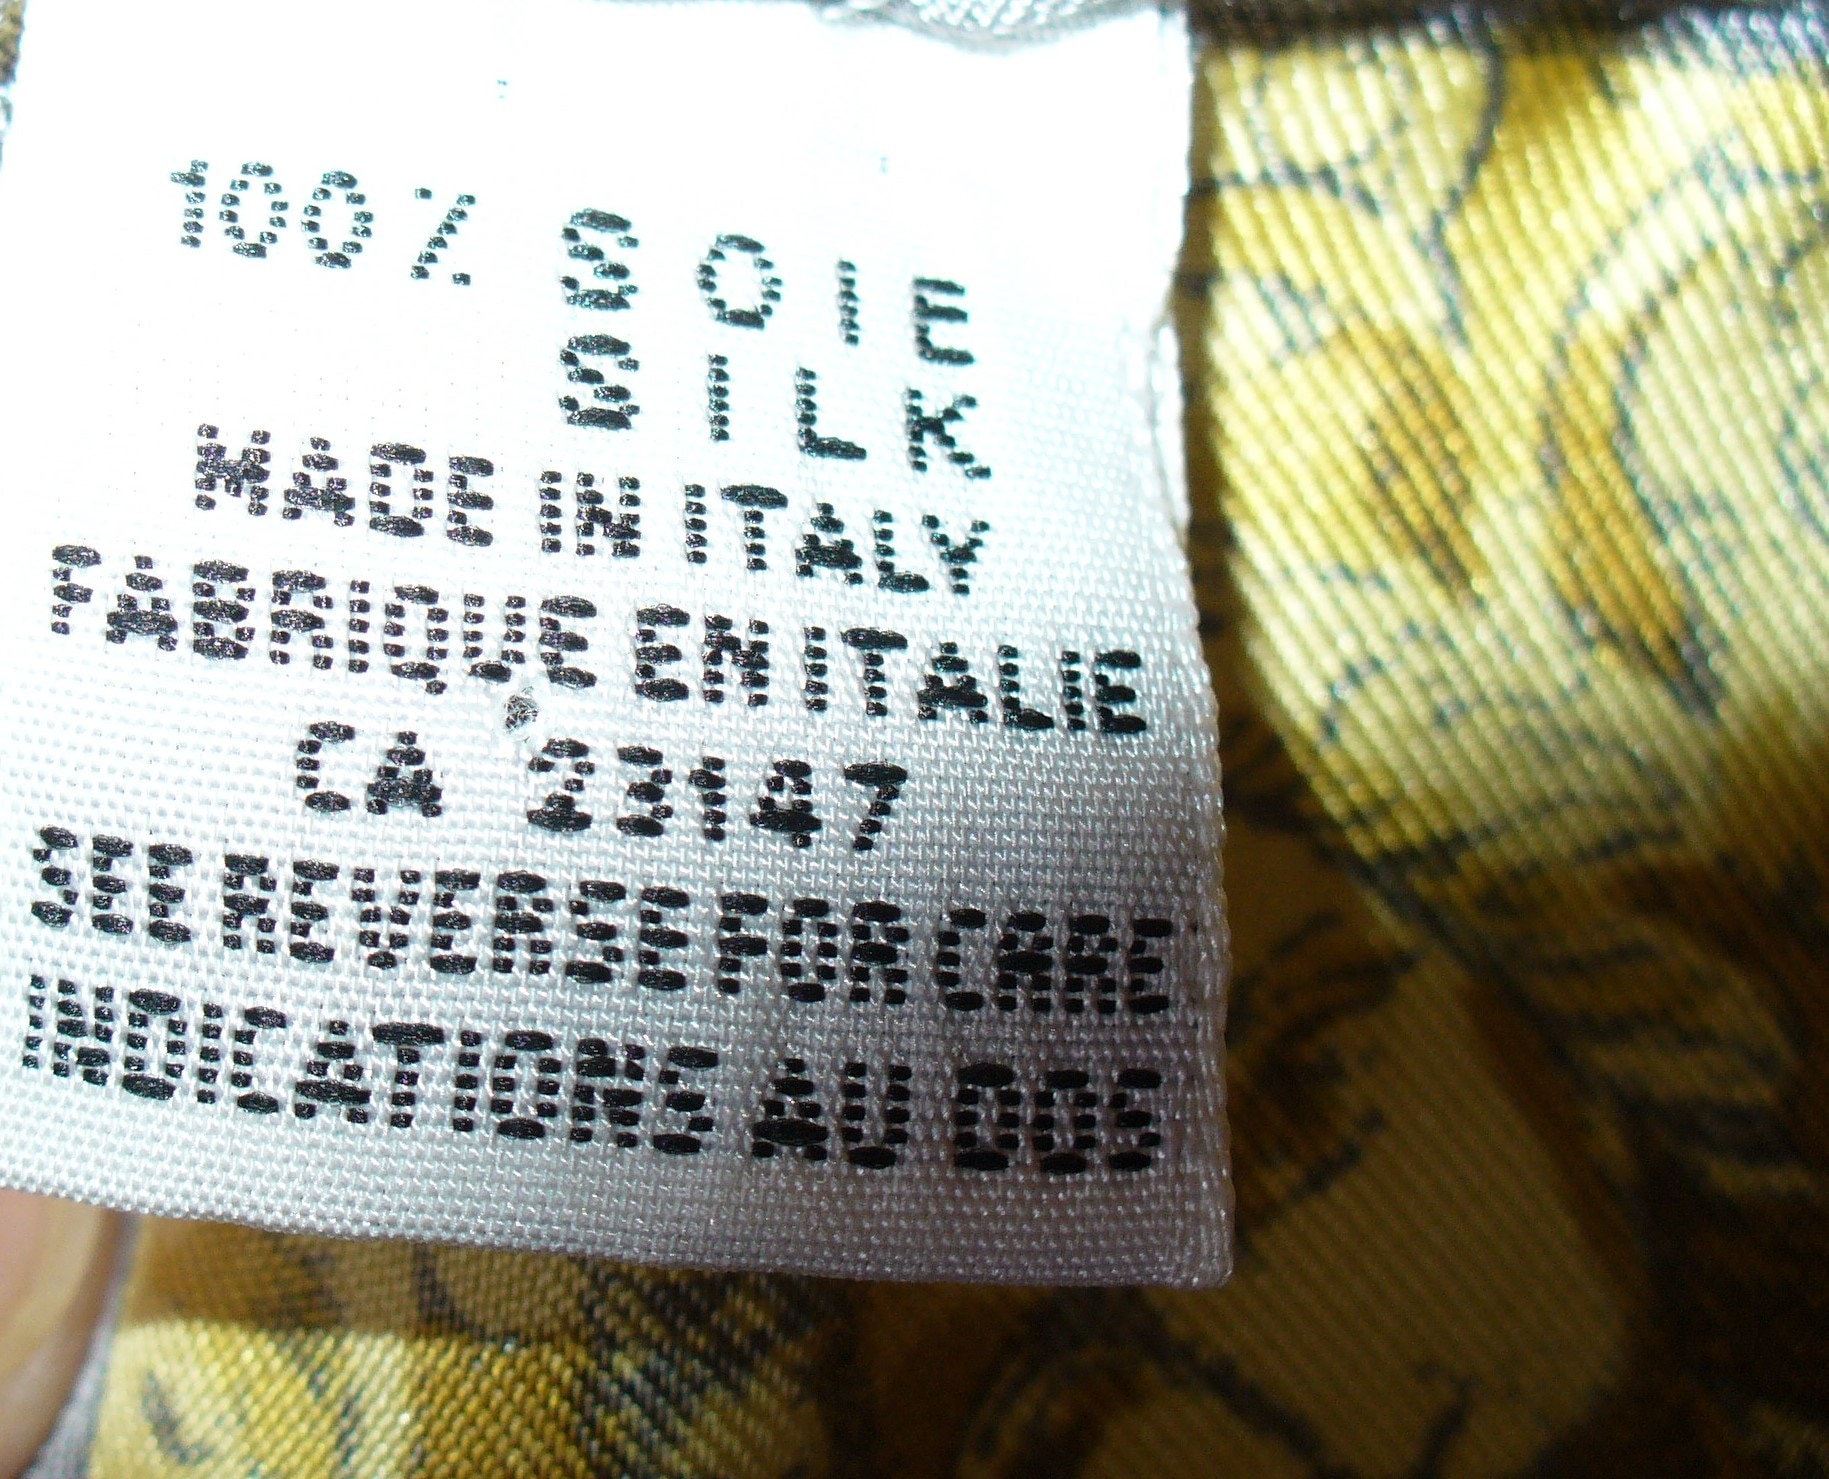 100% SOIE
SILK
MADE IN ITALY
FABRIQUE EN ITALIE
CA 23147
SEE REVERSE FOR CARE
INDICATIONS AU DOS